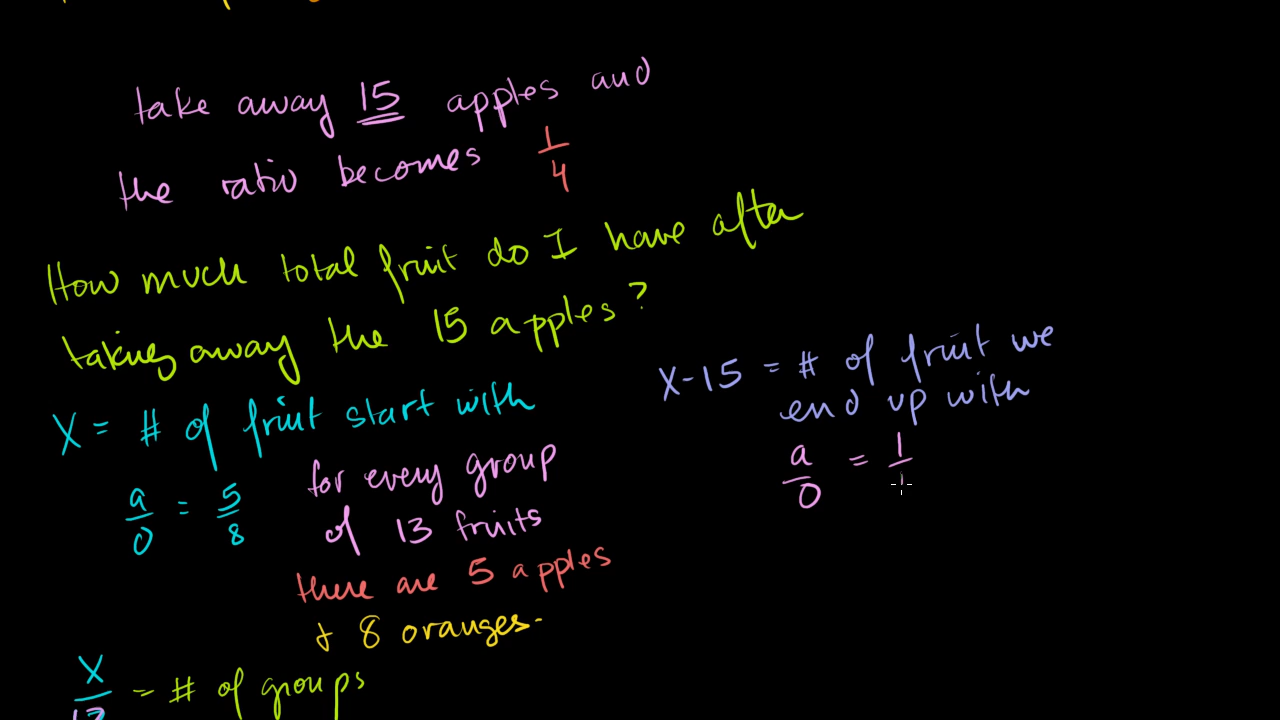 take away 15 apples and
the ratio becomes 1/4
How much total fruit do I have after
taking away the 15 apples?
X = # of fruit start with
a/o = 5/8
for every group
of 13 fruits
there are 5 apples
+ 8 oranges.
X/13 = # of groups
X-15 = # of fruit we
end up with
a/o = 1/